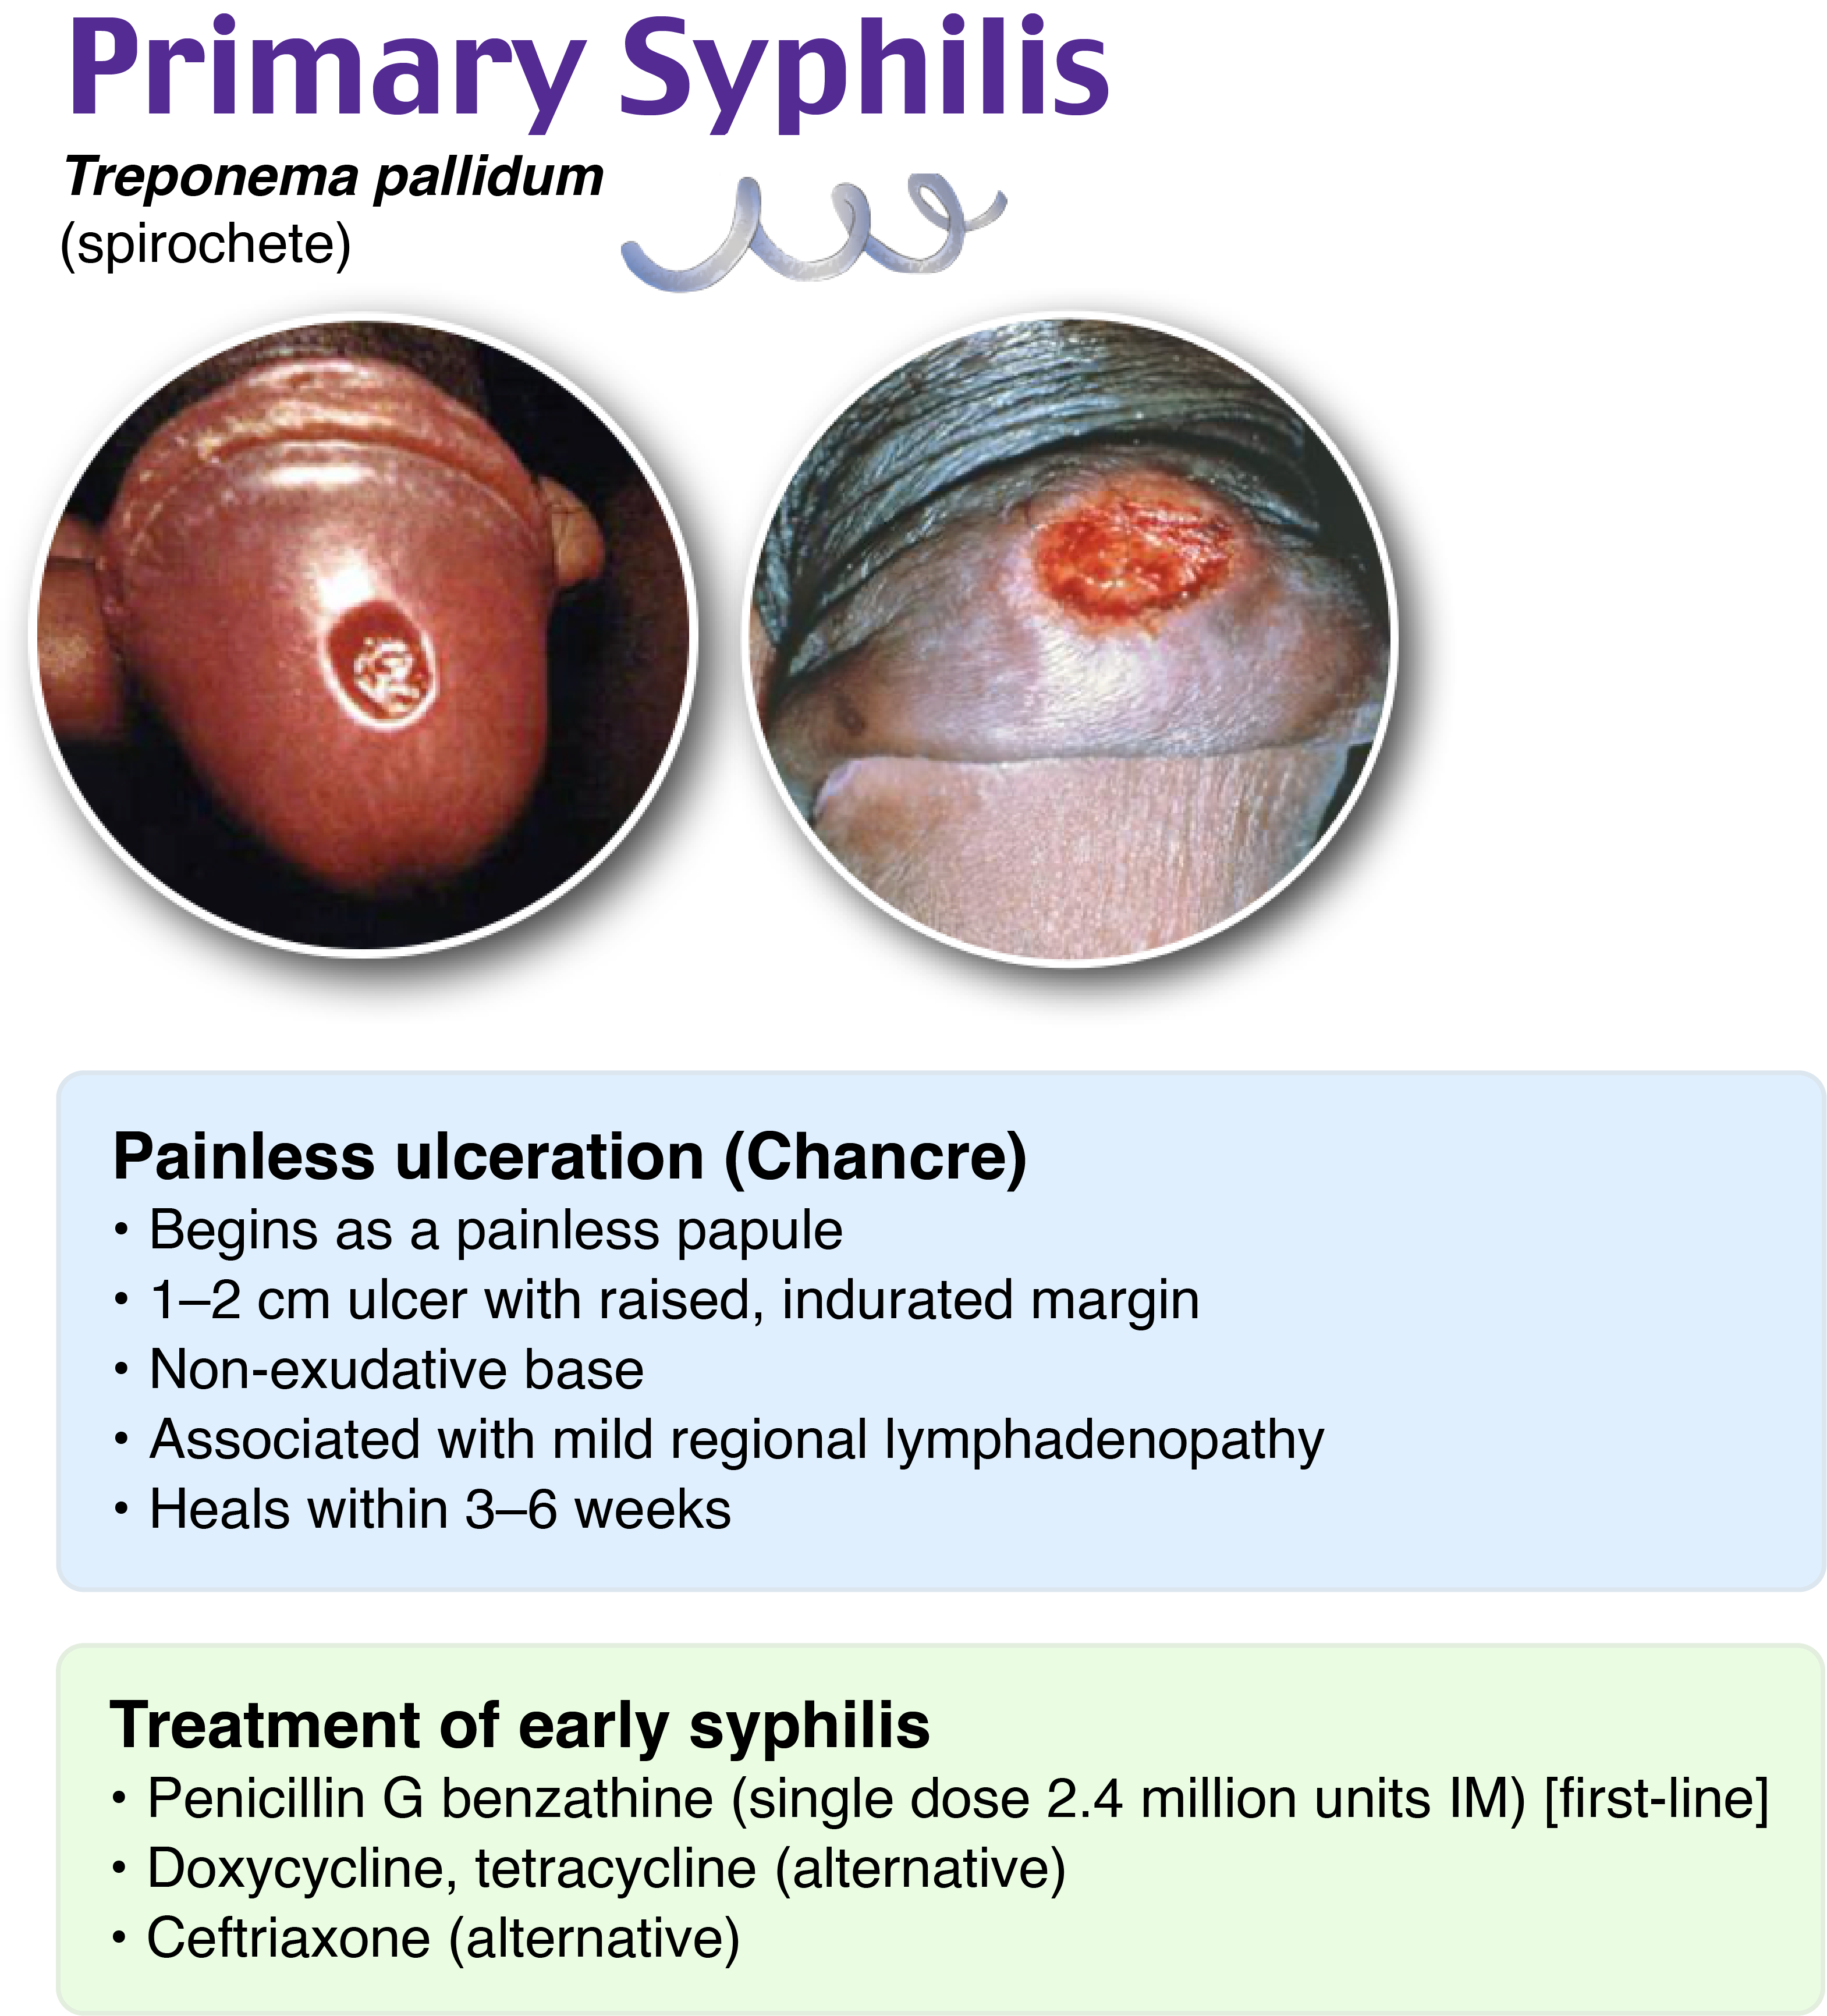 Primary Syphilis
Treponema pallidum
(spirochete)
Painless ulceration (Chancre)
• Begins as a painless papule
• 1–2 cm ulcer with raised, indurated margin
• Non-exudative base
• Associated with mild regional lymphadenopathy
• Heals within 3–6 weeks
Treatment of early syphilis
• Penicillin G benzathine (single dose 2.4 million units IM) [first-line]
• Doxycycline, tetracycline (alternative)
• Ceftriaxone (alternative)